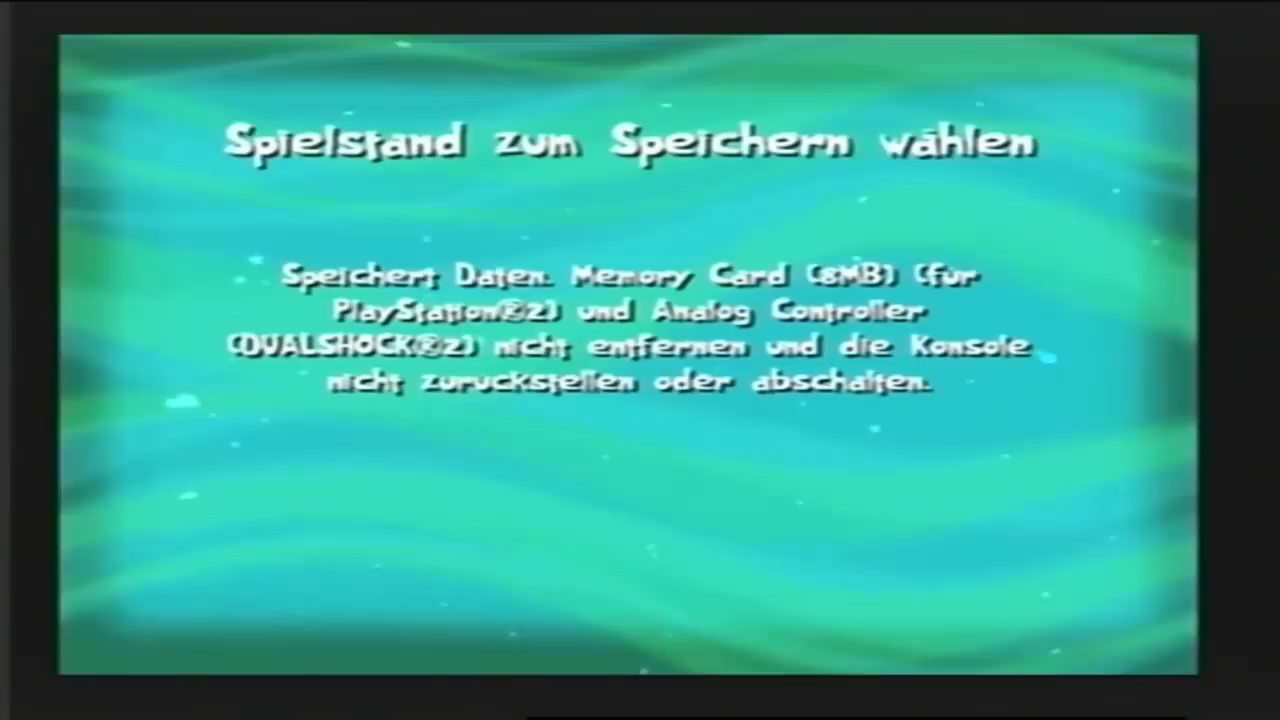 Spielstand zum Speichern wählen
Speichert Daten. Memory Card (8MB) (für
PlayStation®2) und Analog Controller
(DUALSHOCK®2) nicht entfernen und die Konsole
nicht zurückstellen oder abschalten.